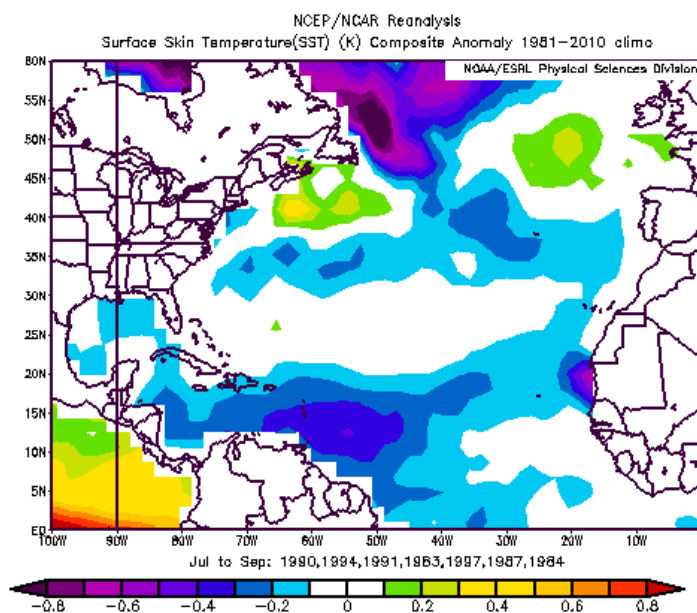 NCEP/NCAR Reanalysis
Surface Skin Temperature(SST) (K) Composite Anomaly 1981-2010 climo
NOAA/ESRL Physical Sciences Division
60N
55N
50N
45N
40N
35N
30N
25N
20N
15N
10N
5N
EQ
100W 90W 80W 70W 60W 50W 40W 30W 20W 10W
Jul to Sep: 1990,1994,1991,1983,1997,1987,1984
-0.8 -0.6 -0.4 -0.2 0 0.2 0.4 0.6 0.8